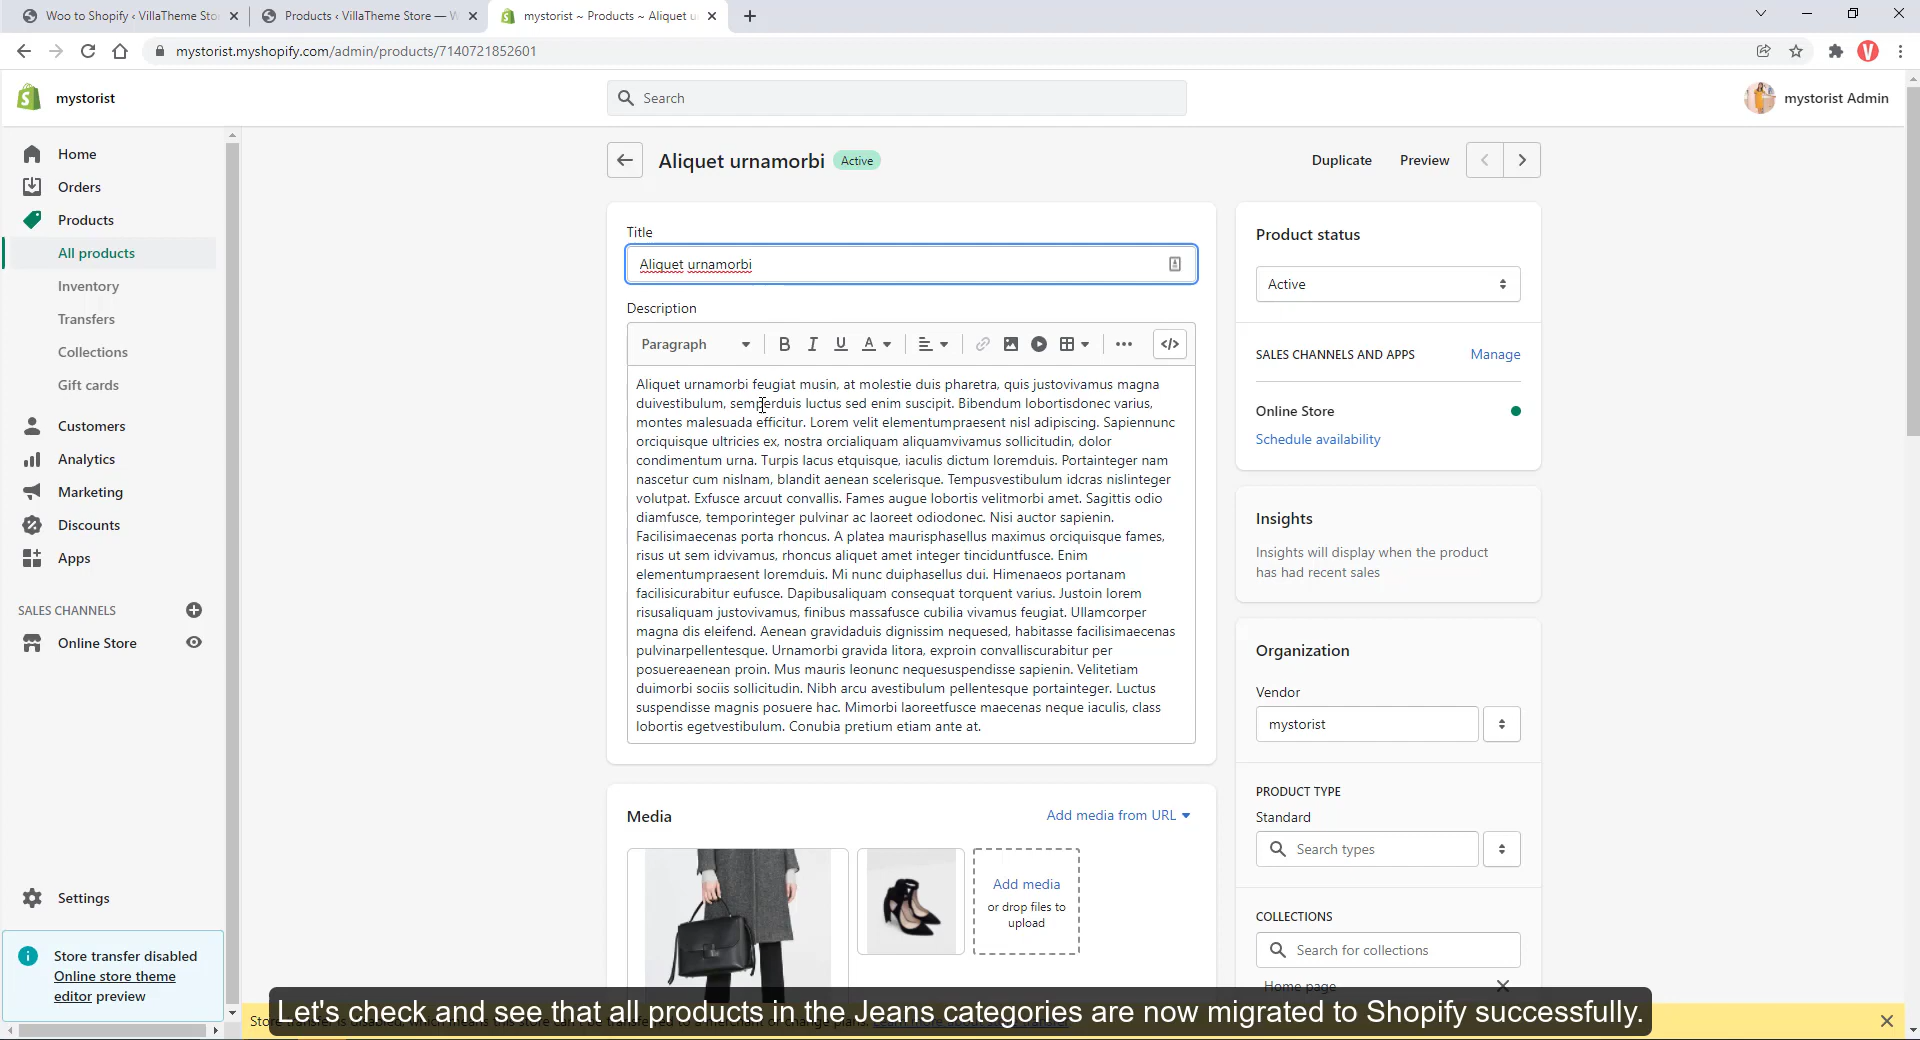 Woo to Shopify ‹ VillaTheme Sto
Products ‹ VillaTheme Store — W
mystorist ~ Products ~ Aliquet u
mystorist.myshopify.com/admin/products/7140721852601
mystorist
Search
mystorist Admin
Home
Orders
Products
All products
Inventory
Transfers
Collections
Gift cards
Customers
Analytics
Marketing
Discounts
Apps
SALES CHANNELS
Online Store
Settings
Store transfer disabled
Online store theme
editor preview
Aliquet urnamorbi
Active
Duplicate
Preview
Title
Aliquet urnamorbi
Description
Paragraph
B I U A
Aliquet urnamorbi feugiat musin, at molestie duis pharetra, quis justovivamus magna
duivestibulum, semperduis luctus sed enim suscipit. Bibendum lobortisdonec varius,
montes malesuada efficitur. Lorem velit elementumpraesent nisl adipiscing. Sapiennunc
orciquisque ultricies ex, nostra orcialiquam aliquamvivamus sollicitudin, dolor
condimentum urna. Turpis lacus etquisque, iaculis dictum loremduis. Portainteger nam
nascetur cum nislnam, blandit aenean scelerisque. Tempusvestibulum idcras nislinteger
volutpat. Exfusce arcuut convallis. Fames augue lobortis velitmorbi amet. Sagittis odio
diamfusce, temporinteger pulvinar ac laoreet odiodonec. Nisi auctor sapienin.
Facilisimaecenas porta rhoncus. A platea maurisphasellus maximus orciquisque fames,
risus ut sem idvivamus, rhoncus aliquet amet integer tinciduntfusce. Enim
elementumpraesent loremduis. Mi nunc duiphasellus dui. Himenaeos portanam
facilisicurabitur eufusce. Dapibusaliquam consequat torquent varius. Justoin lorem
risusaliquam justovivamus, finibus massafusce cubilia vivamus feugiat. Ullamcorper
magna dis eleifend. Aenean gravidaduis dignissim nequesed, habitasse facilisimaecenas
pulvinarpellentesque. Urnamorbi gravida litora, exproin convalliscurabitur per
posuereaenean proin. Mus mauris leonunc nequesuspendisse sapienin. Velitetiam
duimorbi sociis sollicitudin. Nibh arcu avestibulum pellentesque portainteger. Luctus
suspendisse magnis posuere hac. Mimorbi laoreetfusce maecenas neque iaculis, class
lobortis egetvestibulum. Conubia pretium etiam ante at.
Media
Add media from URL
Add media
or drop files to
upload
Product status
Active
SALES CHANNELS AND APPS
Manage
Online Store
Schedule availability
Insights
Insights will display when the product
has had recent sales
Organization
Vendor
mystorist
PRODUCT TYPE
Standard
Search types
COLLECTIONS
Search for collections
Home page
Let's check and see that all products in the Jeans categories are now migrated to Shopify successfully.